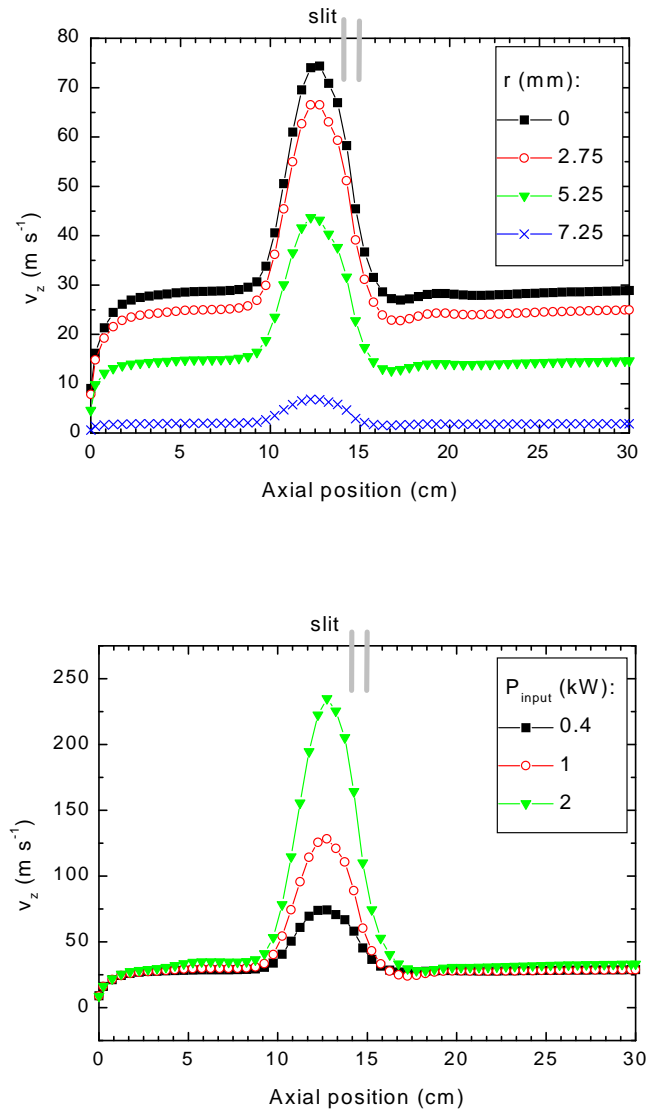 slit
80
70
60
50
40
30
20
10
0
v_z (m s⁻¹)
r (mm):
0
2.75
5.25
7.25
0 5 10 15 20 25 30
Axial position (cm)
slit
250
200
150
100
50
0
v_z (m s⁻¹)
P_input (kW):
0.4
1
2
0 5 10 15 20 25 30
Axial position (cm)